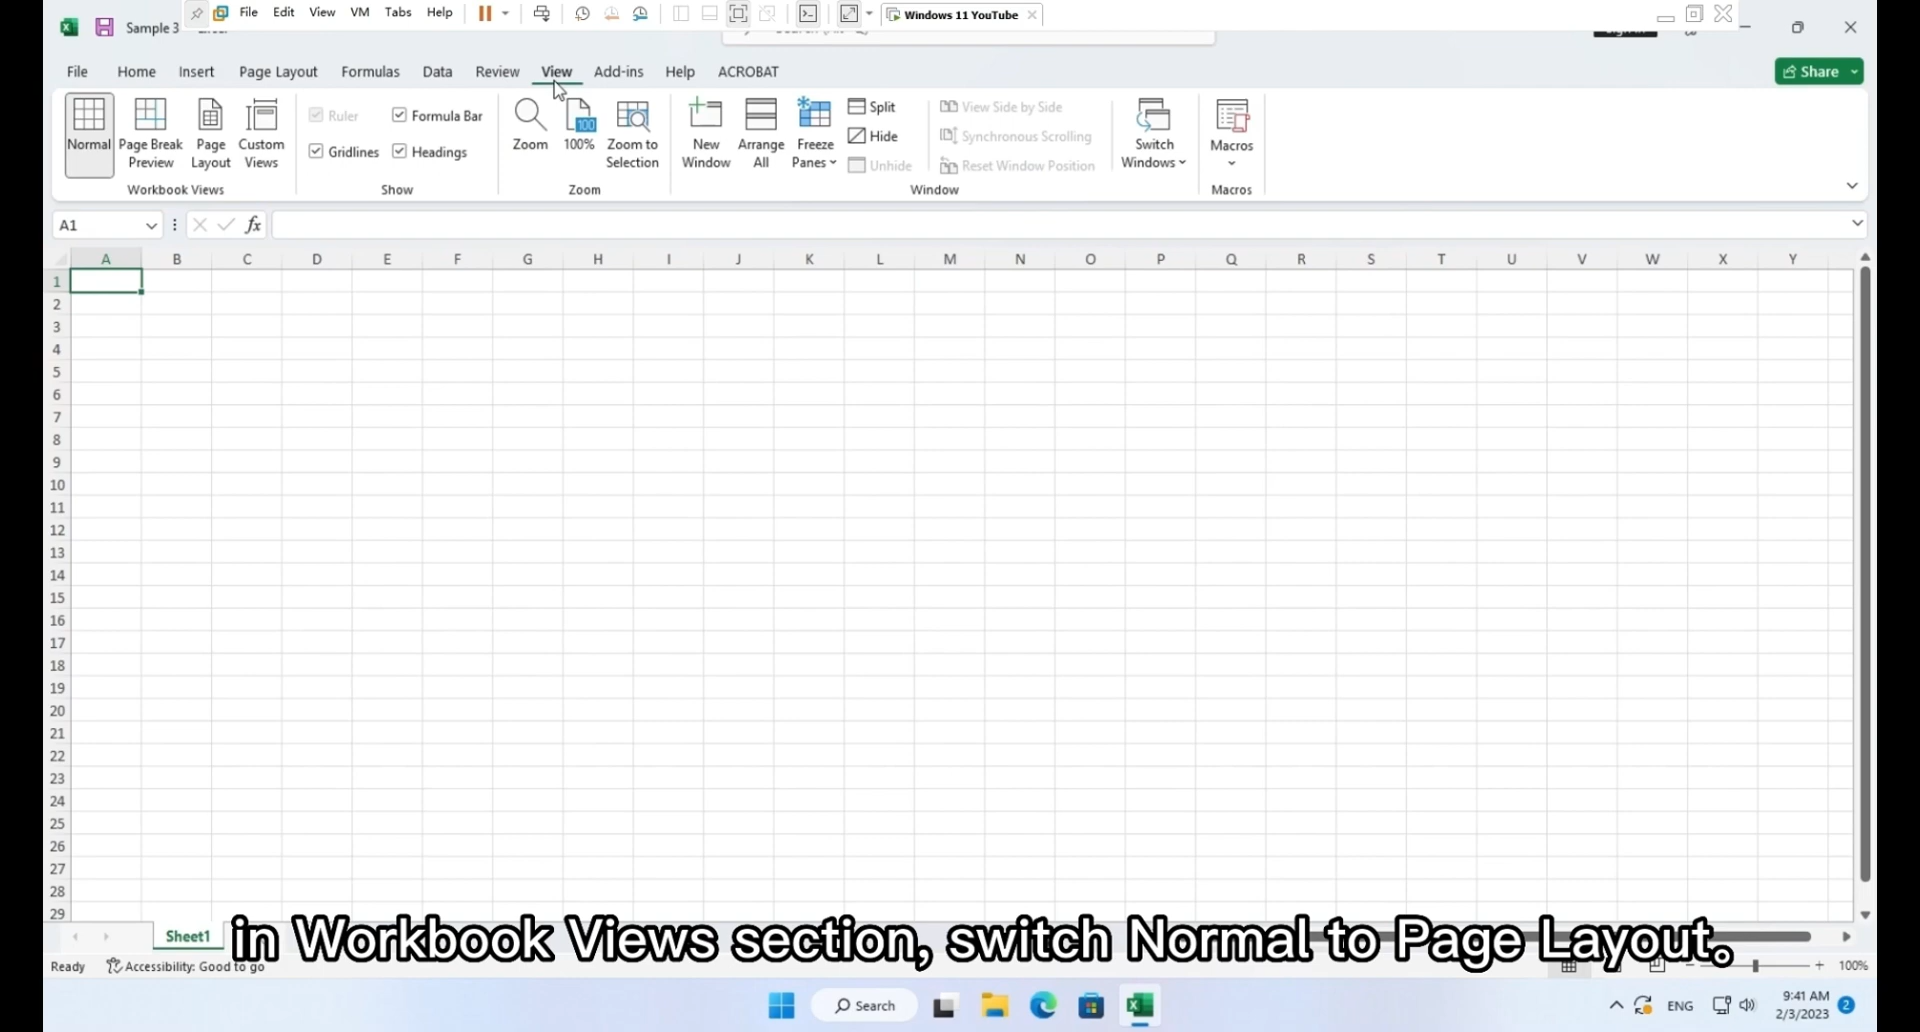 File Edit View VM Tabs Help Windows 11 YouTube
Sample 3 - Excel
File Home Insert Page Layout Formulas Data Review View Add-ins Help ACROBAT Share
Normal Page Break Preview Page Layout Custom Views
Workbook Views
Ruler Formula Bar
Gridlines Headings
Show
Zoom 100% Zoom to Selection
100
Zoom
New Window Arrange All Freeze Panes
Split
Hide
Unhide
View Side by Side
Synchronous Scrolling
Reset Window Position
Switch Windows
Window
Macros
Macros
A1 fx
A B C D E F G H I J K L M N O P Q R S T U V W X Y
1
2
3
4
5
6
7
8
9
10
11
12
13
14
15
16
17
18
19
20
21
22
23
24
25
26
27
28
29
Sheet1
in Workbook Views section, switch Normal to Page Layout。
Ready Accessibility: Good to go 100%
Search ENG 9:41 AM
2/3/2023 2